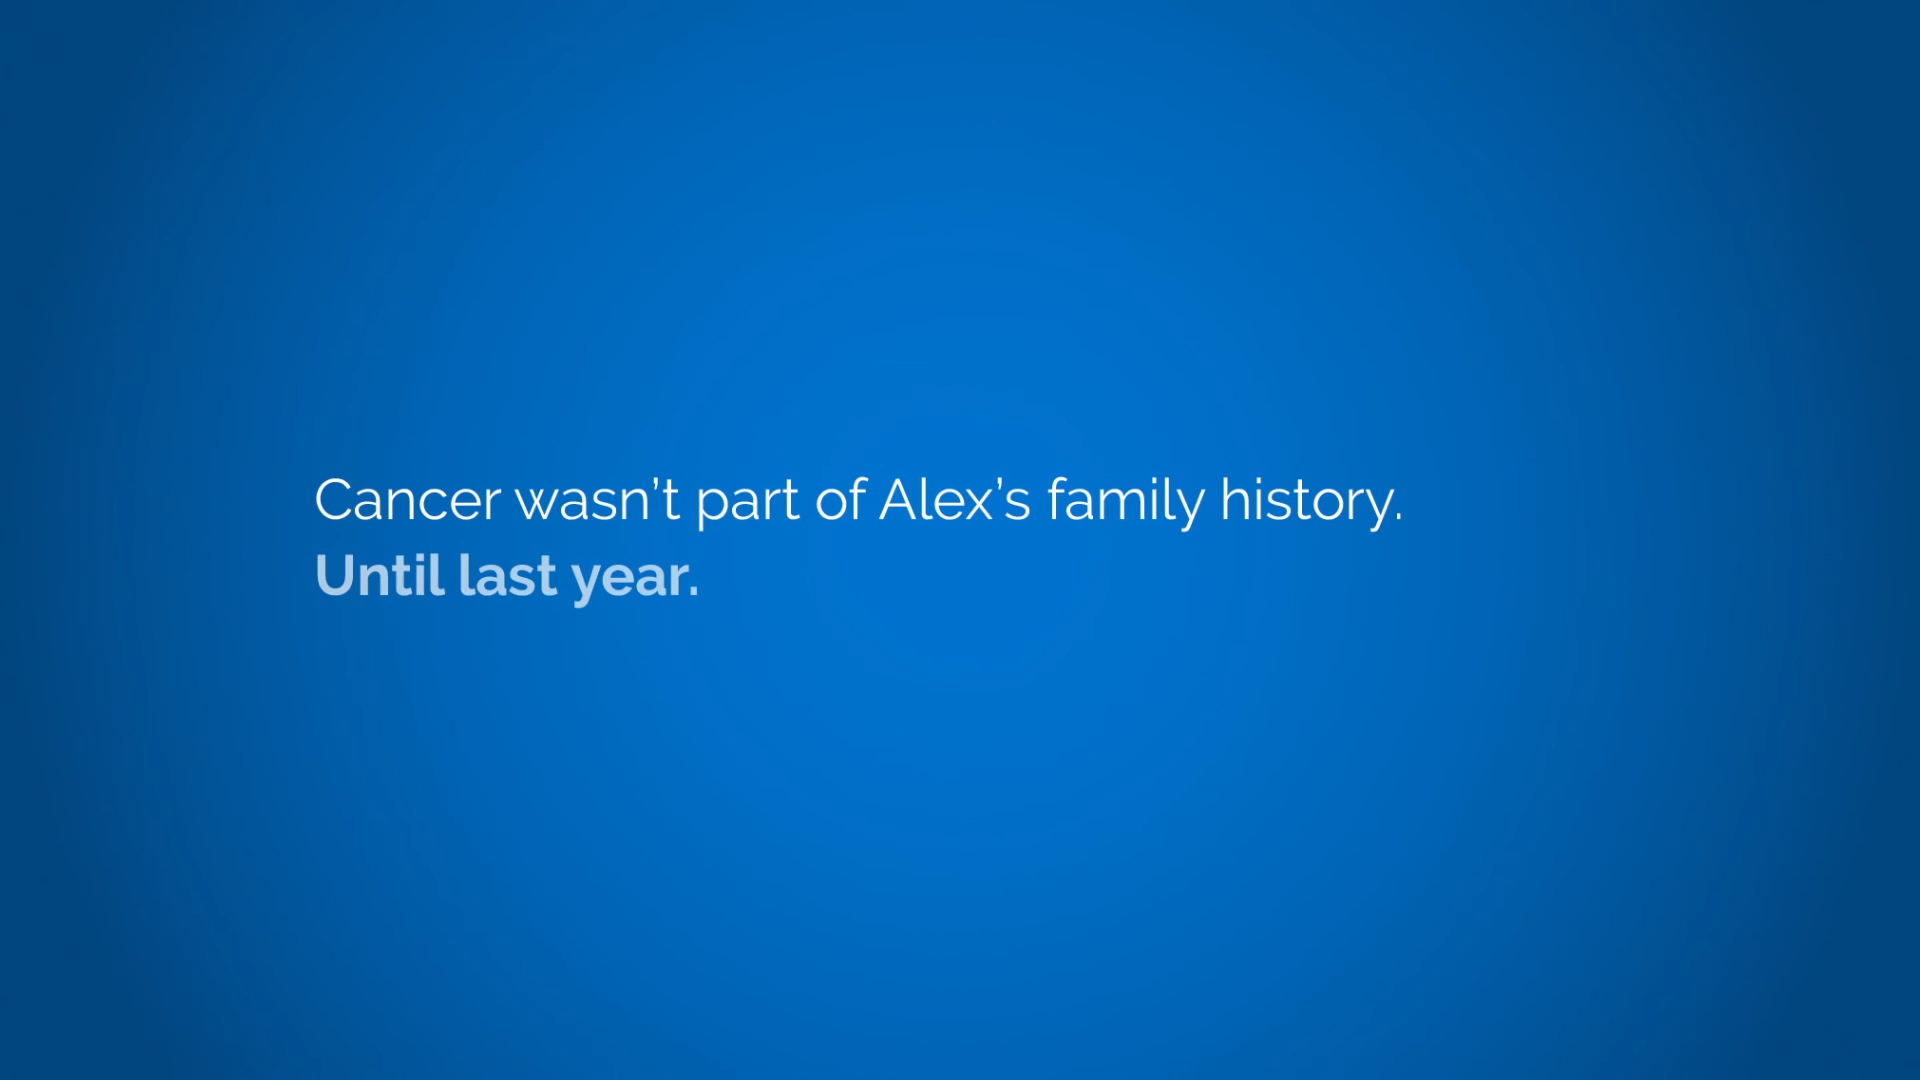 Cancer wasn’t part of Alex’s family history.
Until last year.